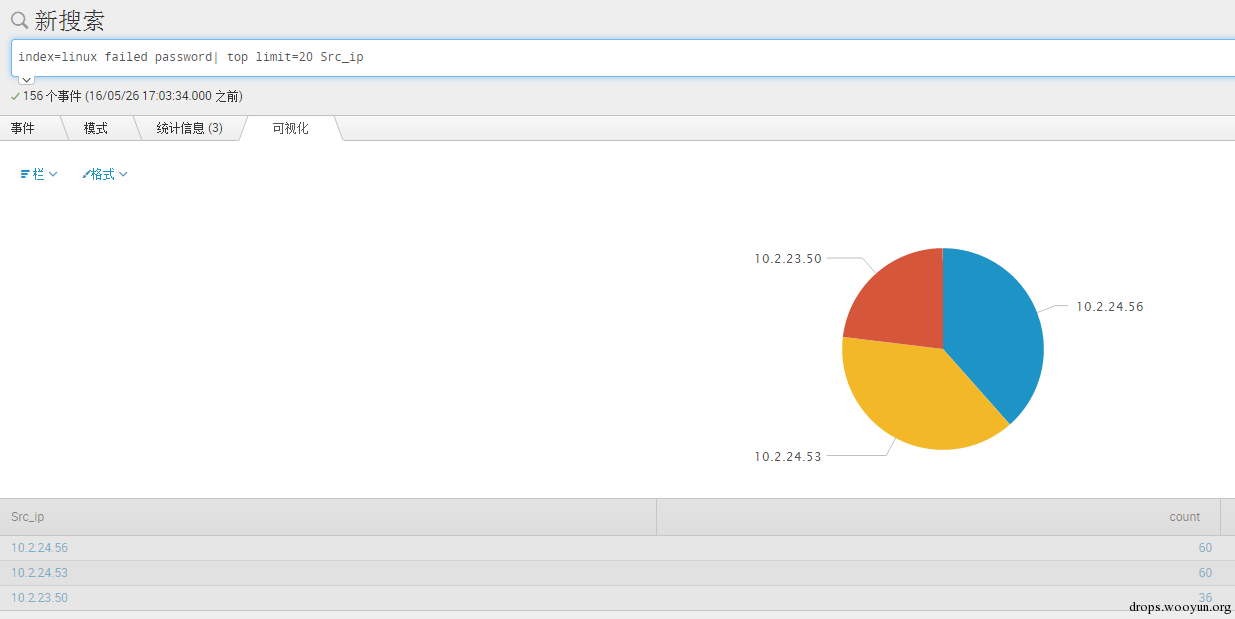 新搜索
index=linux failed password| top limit=20 Src_ip
156 个事件 (16/05/26 17:03:34.000 之前)
事件 模式 统计信息 (3) 可视化
栏 格式
10.2.23.50
10.2.24.56
10.2.24.53
Src_ip count
10.2.24.56 60
10.2.24.53 60
10.2.23.50 36
drops.wooyun.org